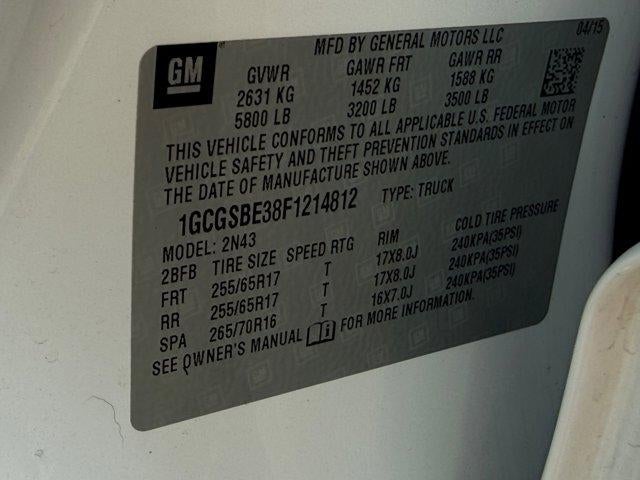 GM
MFD BY GENERAL MOTORS LLC 04/15
GVWR GAWR FRT GAWR RR
2631 KG 1452 KG 1588 KG
5800 LB 3200 LB 3500 LB
THIS VEHICLE CONFORMS TO ALL APPLICABLE U.S. FEDERAL MOTOR
VEHICLE SAFETY AND THEFT PREVENTION STANDARDS IN EFFECT ON
THE DATE OF MANUFACTURE SHOWN ABOVE.
1GCGSBE38F1214812 TYPE: TRUCK
MODEL: 2N43
2BFB TIRE SIZE SPEED RTG RIM COLD TIRE PRESSURE
FRT 255/65R17 T 17X8.0J 240KPA(35PSI)
RR 255/65R17 T 17X8.0J 240KPA(35PSI)
SPA 265/70R16 T 16X7.0J 240KPA(35PSI)
SEE OWNER'S MANUAL FOR MORE INFORMATION.